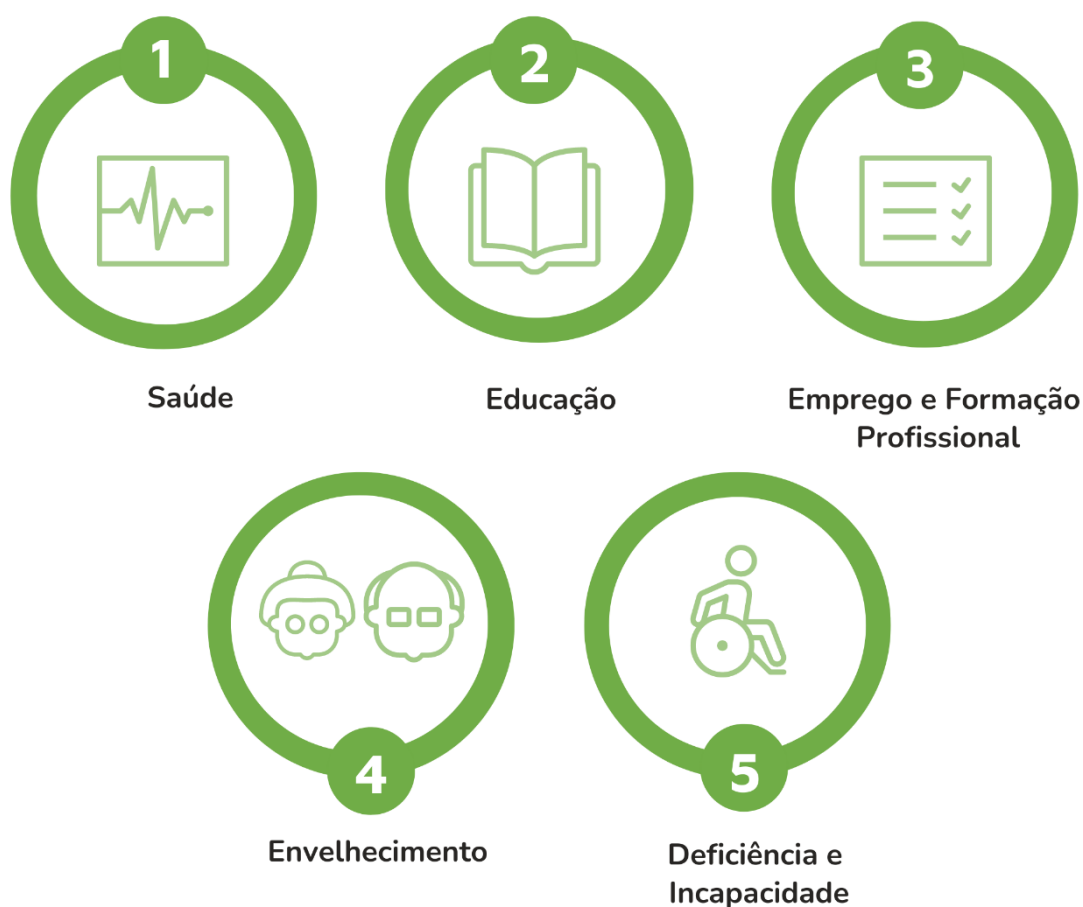 1
2
3
Saúde
Educação
Emprego e Formação
Profissional
4
5
Envelhecimento
Deficiência e
Incapacidade